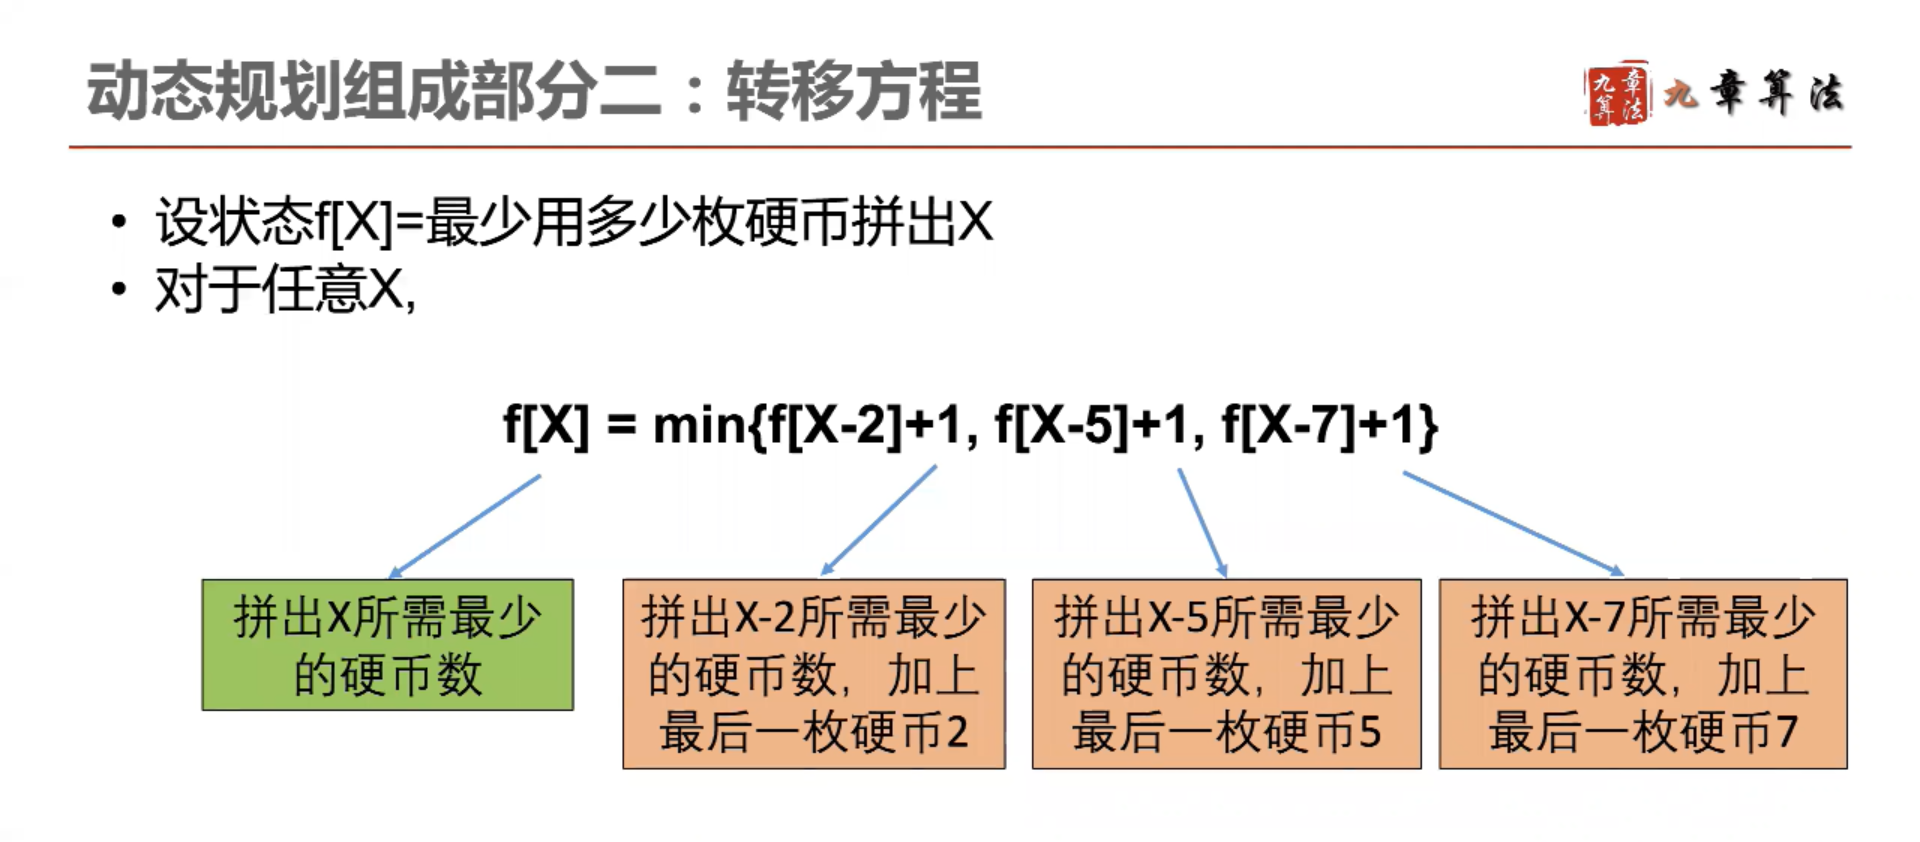 动态规划组成部分二：转移方程
九章算法
九章算法
• 设状态f[X]=最少用多少枚硬币拼出X
• 对于任意X,
f[X] = min{f[X-2]+1, f[X-5]+1, f[X-7]+1}
拼出X所需最少
的硬币数
拼出X-2所需最少
的硬币数，加上
最后一枚硬币2
拼出X-5所需最少
的硬币数，加上
最后一枚硬币5
拼出X-7所需最少
的硬币数，加上
最后一枚硬币7